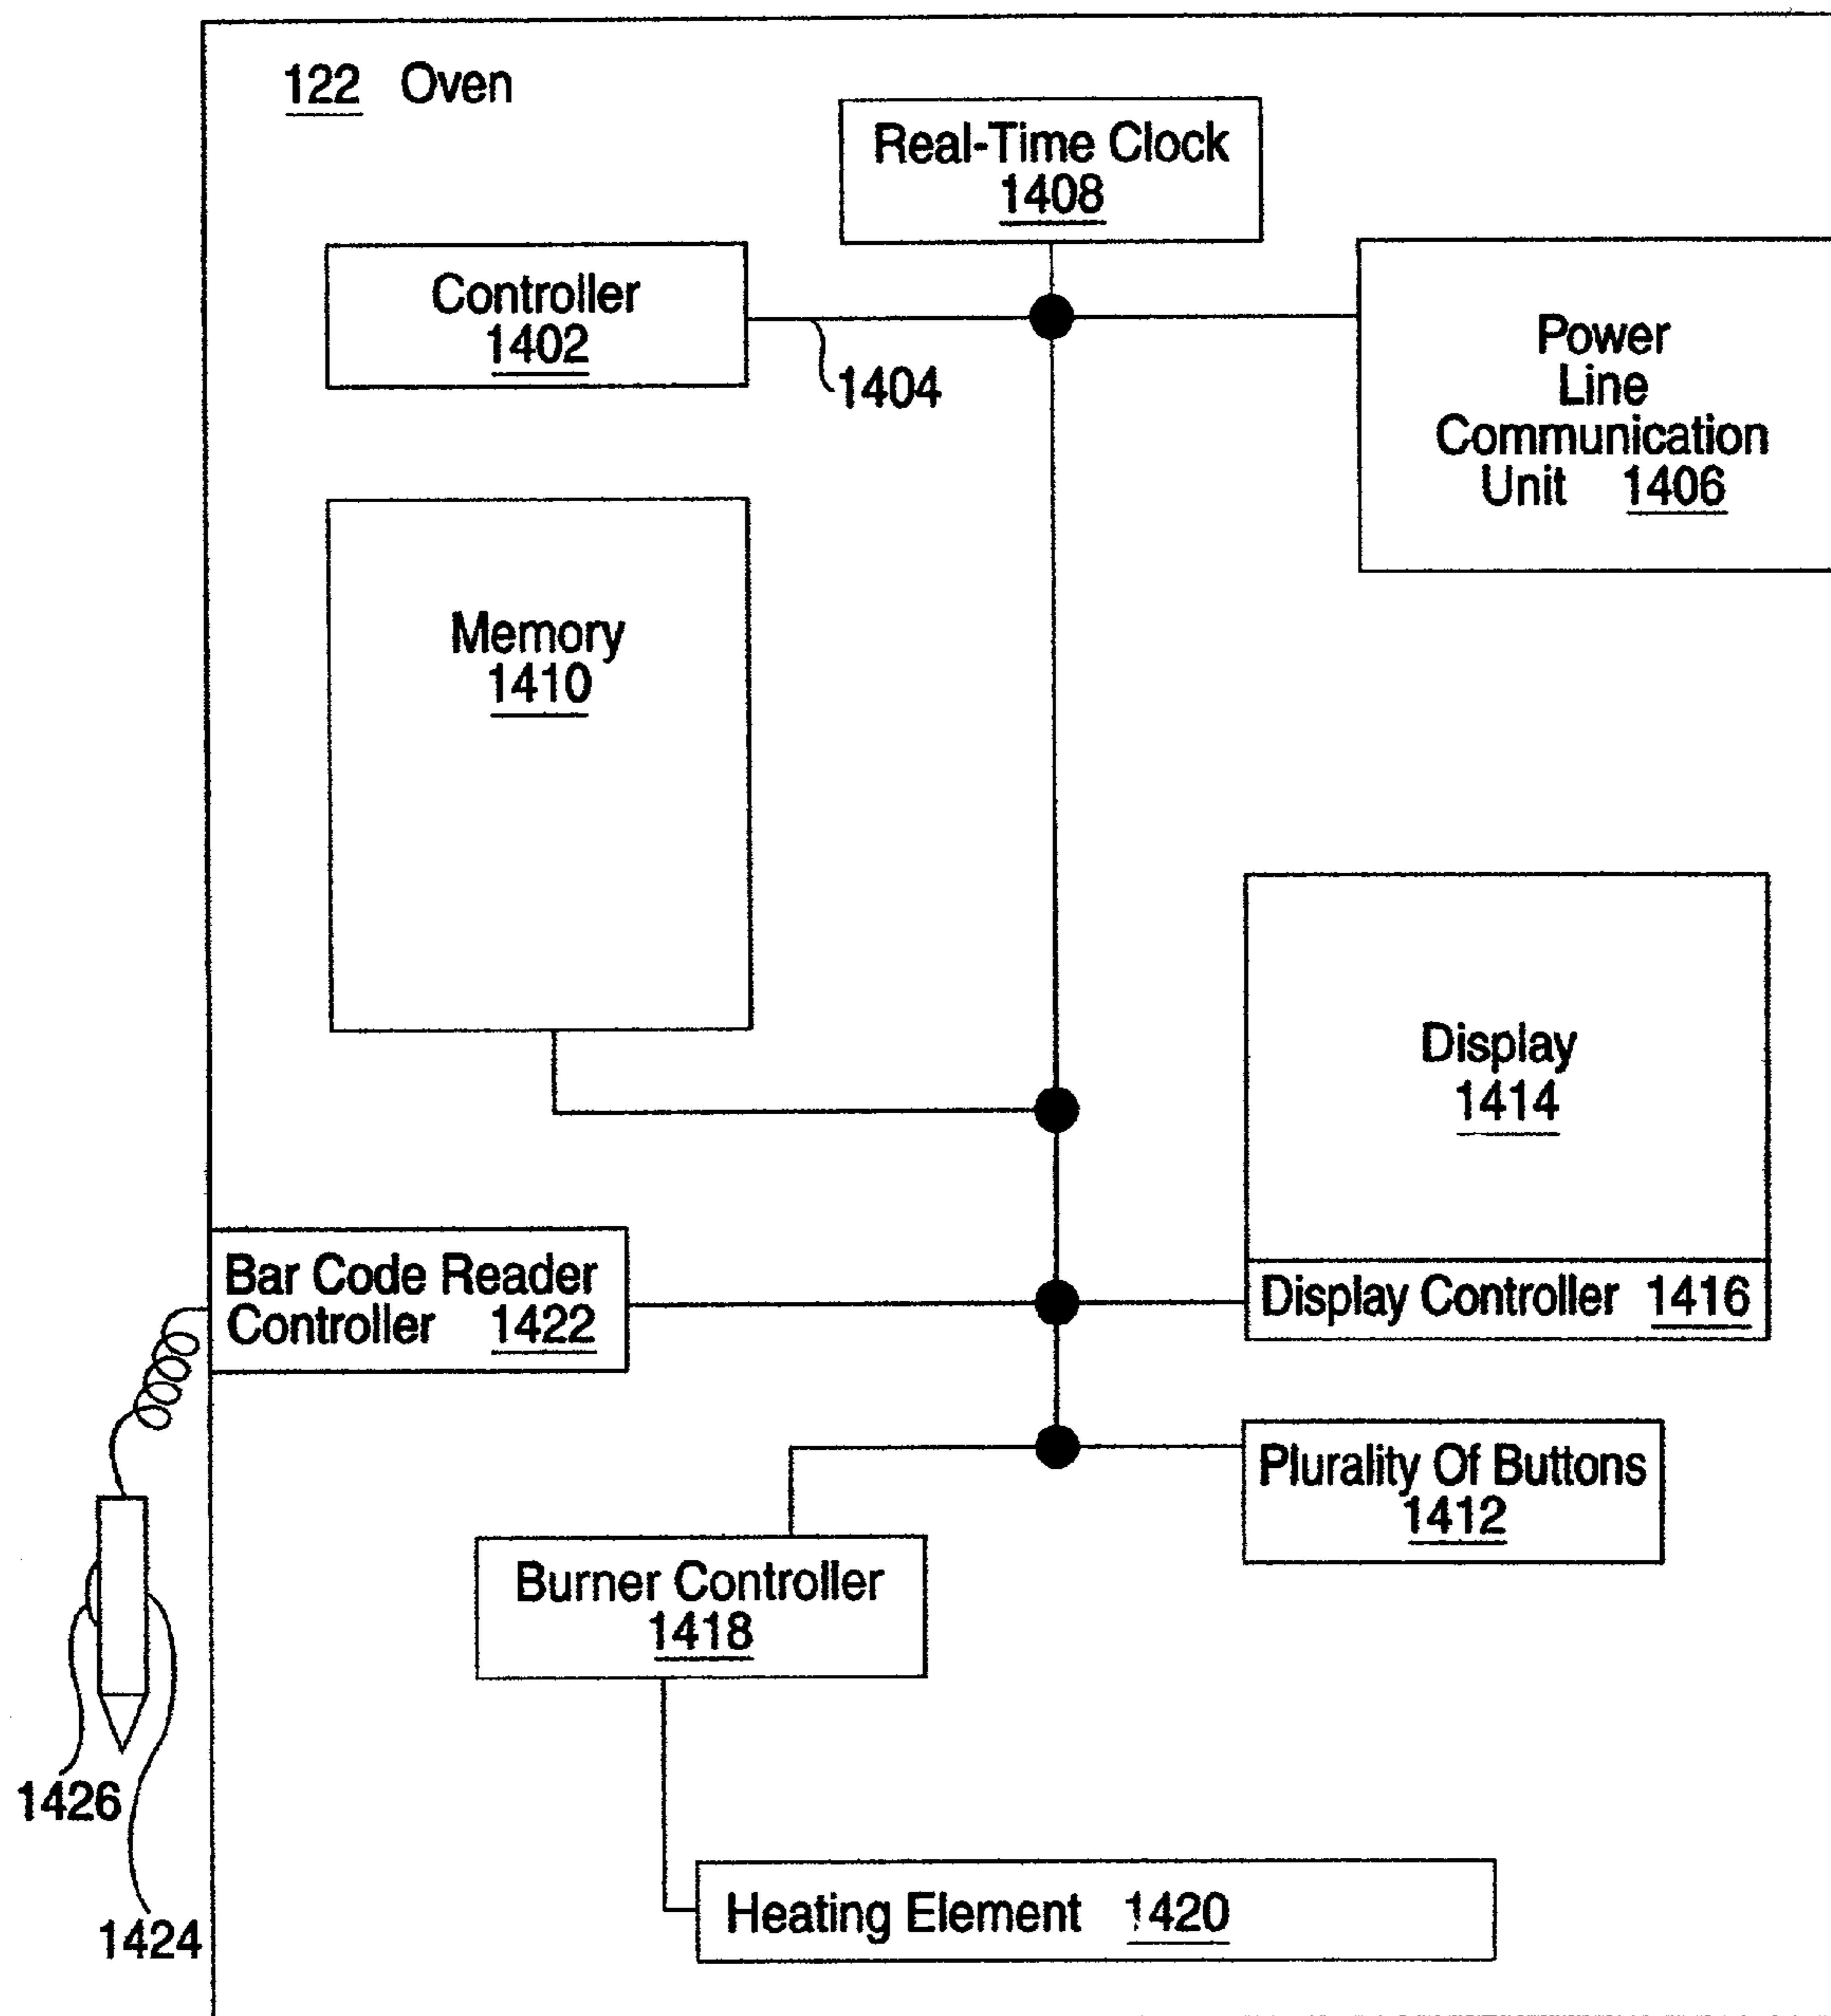 122 Oven
Real-Time Clock
1408
Controller
1402
1404
Power
Line
Communication
Unit 1406
Memory
1410
Display
1414
Bar Code Reader
Controller 1422
Display Controller 1416
Plurality Of Buttons
1412
Burner Controller
1418
1426
1424
Heating Element 1420